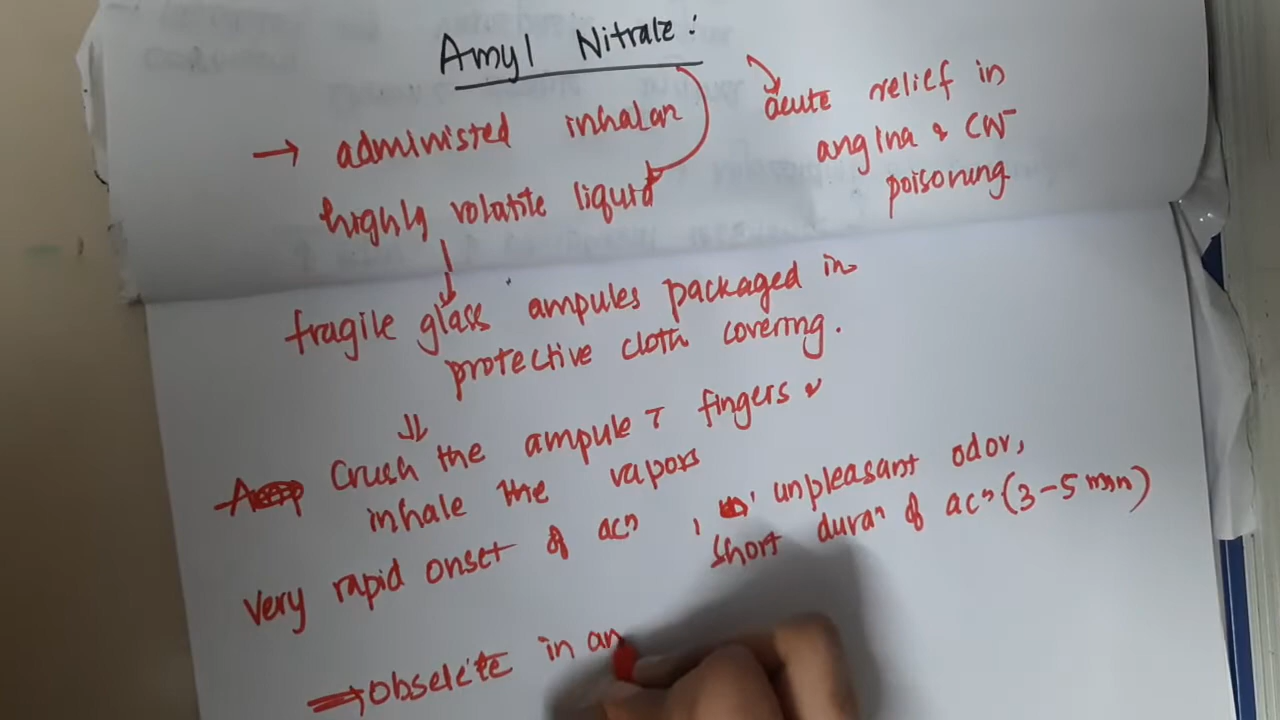 Amyl Nitrate:
→ administed inhalan
highly volatile liquid
acute relief in
angina & CN⁻
poisoning
fragile glass ampules packaged in
protective cloth covering.
Crush the ampule fingers &
inhale the vapors
very rapid onset of acⁿ, unpleasant odor,
short duraⁿ of acⁿ (3-5 min)
→ obselete in an